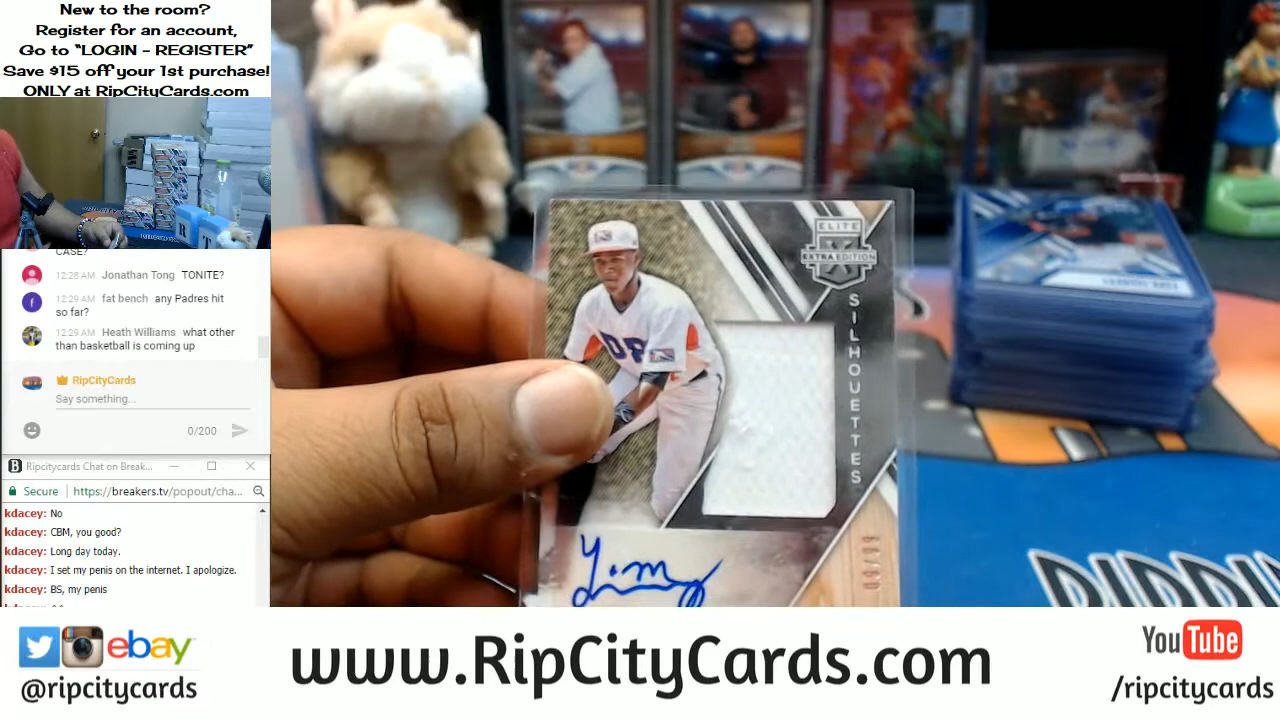 New to the room?
Register for an account,
Go to "LOGIN - REGISTER"
Save $15 off your 1st purchase!
ONLY at RipCityCards.com
CASE?
12:28 AM Jonathan Tong TONITE?
12:29 AM fat bench any Padres hit
so far?
12:29 AM Heath Williams what other
than basketball is coming up
RipCityCards
Say something...
0/200
Ripcitycards Chat on Break...
Secure https://breakers.tv/popout/cha...
kdacey: No
kdacey: CBM, you good?
kdacey: Long day today.
kdacey: I set my penis on the internet. I apologize.
kdacey: BS, my penis
ELITE
EXTRA EDITION
SILHOUETTES
DR
ebay
@ripcitycards
www.RipCityCards.com
YouTube
/ripcitycards